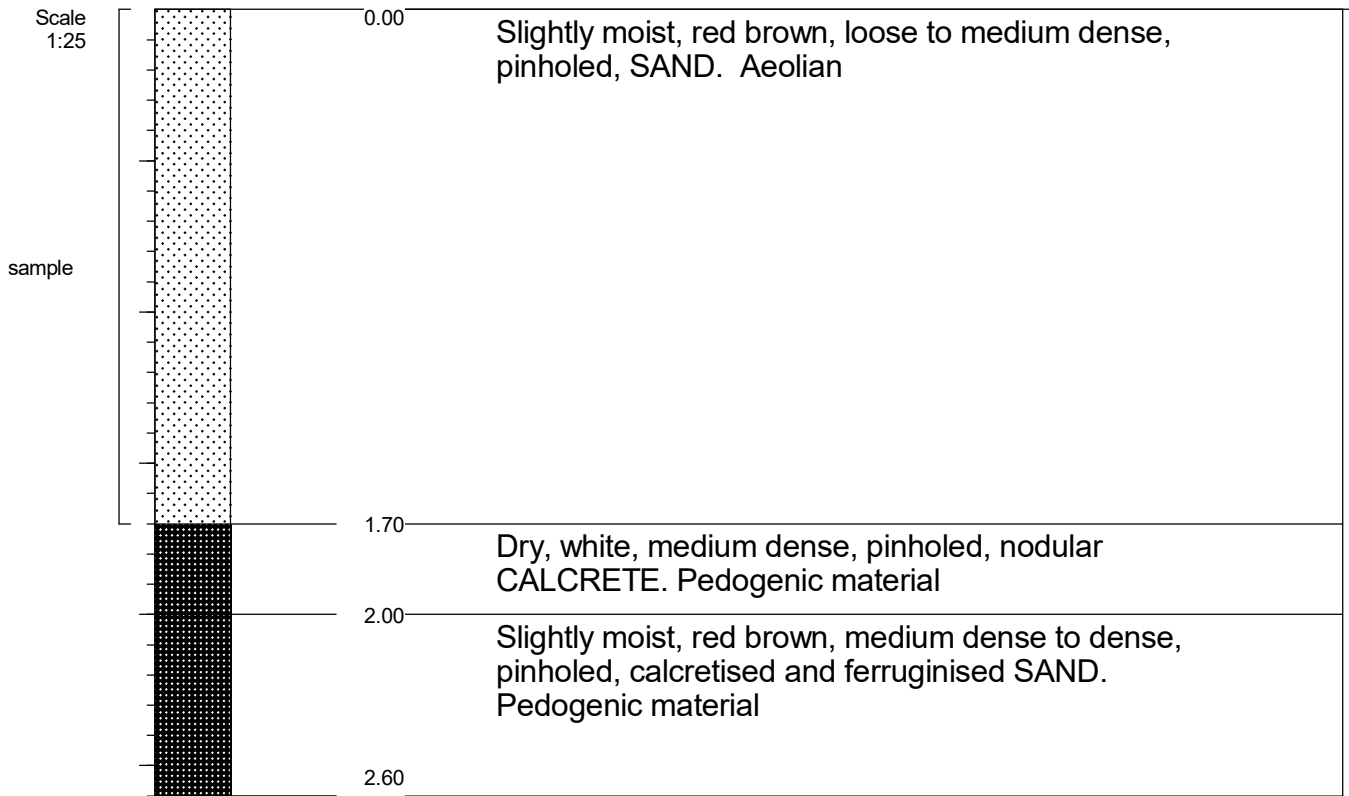 Scale
1:25
0.00
Slightly moist, red brown, loose to medium dense,
pinholed, SAND.  Aeolian
sample
1.70
Dry, white, medium dense, pinholed, nodular
CALCRETE. Pedogenic material
2.00
Slightly moist, red brown, medium dense to dense,
pinholed, calcretised and ferruginised SAND.
Pedogenic material
2.60